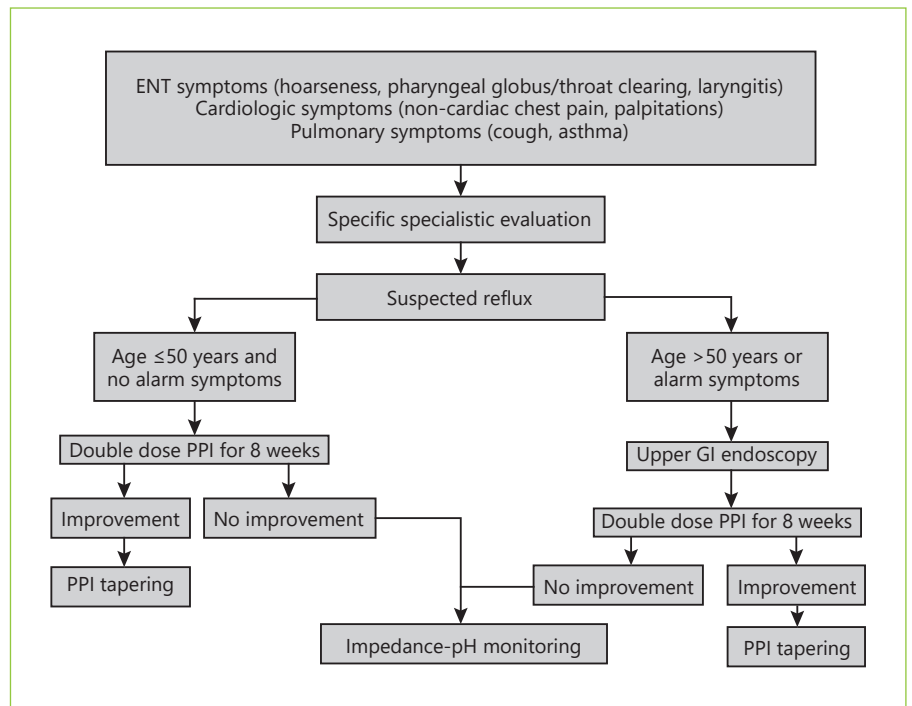 ENT symptoms (hoarseness, pharyngeal globus/throat clearing, laryngitis)
Cardiologic symptoms (non-cardiac chest pain, palpitations)
Pulmonary symptoms (cough, asthma)
Specific specialistic evaluation
Suspected reflux
Age ≤50 years and
no alarm symptoms
Age >50 years or
alarm symptoms
Double dose PPI for 8 weeks
Upper GI endoscopy
Improvement
No improvement
Double dose PPI for 8 weeks
PPI tapering
No improvement
Improvement
Impedance-pH monitoring
PPI tapering